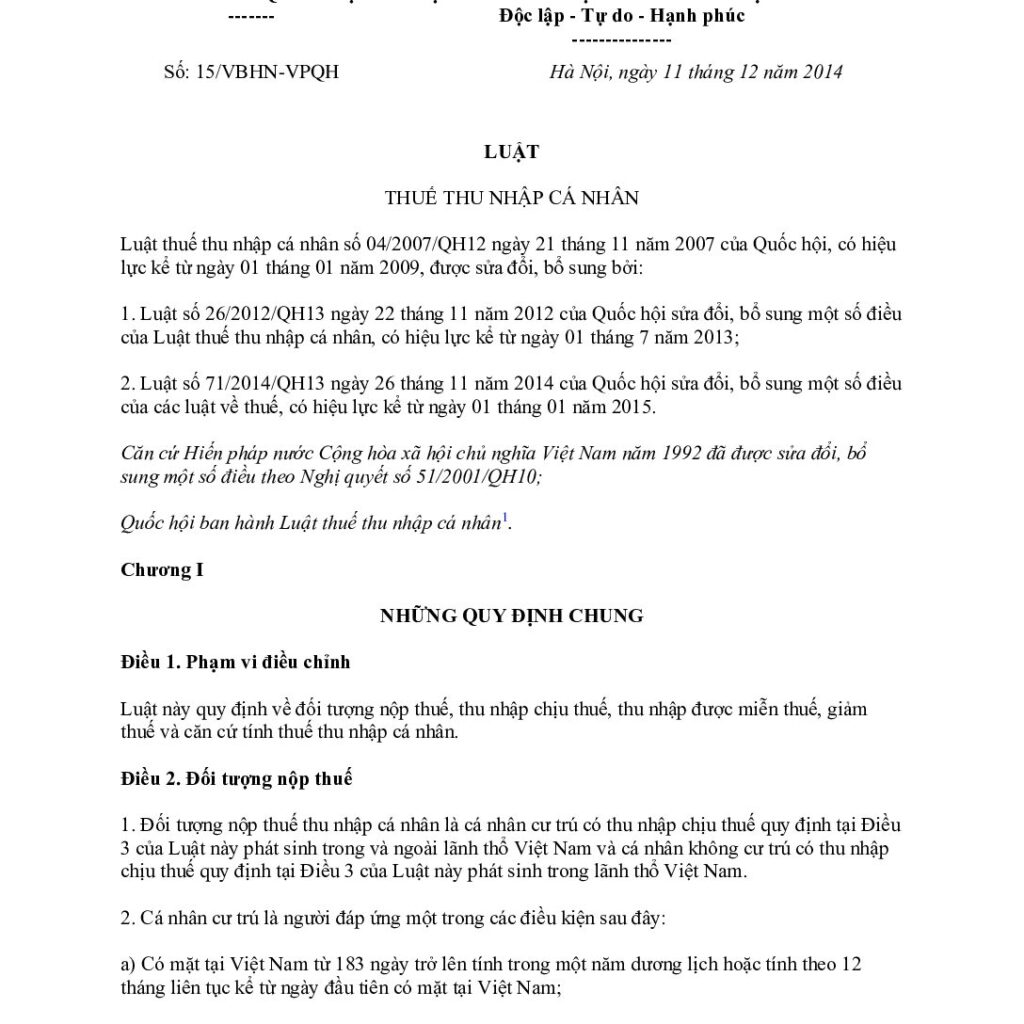 -------
Độc lập - Tự do - Hạnh phúc
---------------
Số: 15/VBHN-VPQH
Hà Nội, ngày 11 tháng 12 năm 2014
LUẬT
THUẾ THU NHẬP CÁ NHÂN
Luật thuế thu nhập cá nhân số 04/2007/QH12 ngày 21 tháng 11 năm 2007 của Quốc hội, có hiệu
lực kể từ ngày 01 tháng 01 năm 2009, được sửa đổi, bổ sung bởi:
1. Luật số 26/2012/QH13 ngày 22 tháng 11 năm 2012 của Quốc hội sửa đổi, bổ sung một số điều
của Luật thuế thu nhập cá nhân, có hiệu lực kể từ ngày 01 tháng 7 năm 2013;
2. Luật số 71/2014/QH13 ngày 26 tháng 11 năm 2014 của Quốc hội sửa đổi, bổ sung một số điều
của các luật về thuế, có hiệu lực kể từ ngày 01 tháng 01 năm 2015.
Căn cứ Hiến pháp nước Cộng hòa xã hội chủ nghĩa Việt Nam năm 1992 đã được sửa đổi, bổ
sung một số điều theo Nghị quyết số 51/2001/QH10;
Quốc hội ban hành Luật thuế thu nhập cá nhân1.
Chương I
NHỮNG QUY ĐỊNH CHUNG
Điều 1. Phạm vi điều chỉnh
Luật này quy định về đối tượng nộp thuế, thu nhập chịu thuế, thu nhập được miễn thuế, giảm
thuế và căn cứ tính thuế thu nhập cá nhân.
Điều 2. Đối tượng nộp thuế
1. Đối tượng nộp thuế thu nhập cá nhân là cá nhân cư trú có thu nhập chịu thuế quy định tại Điều
3 của Luật này phát sinh trong và ngoài lãnh thổ Việt Nam và cá nhân không cư trú có thu nhập
chịu thuế quy định tại Điều 3 của Luật này phát sinh trong lãnh thổ Việt Nam.
2. Cá nhân cư trú là người đáp ứng một trong các điều kiện sau đây:
a) Có mặt tại Việt Nam từ 183 ngày trở lên tính trong một năm dương lịch hoặc tính theo 12
tháng liên tục kể từ ngày đầu tiên có mặt tại Việt Nam;